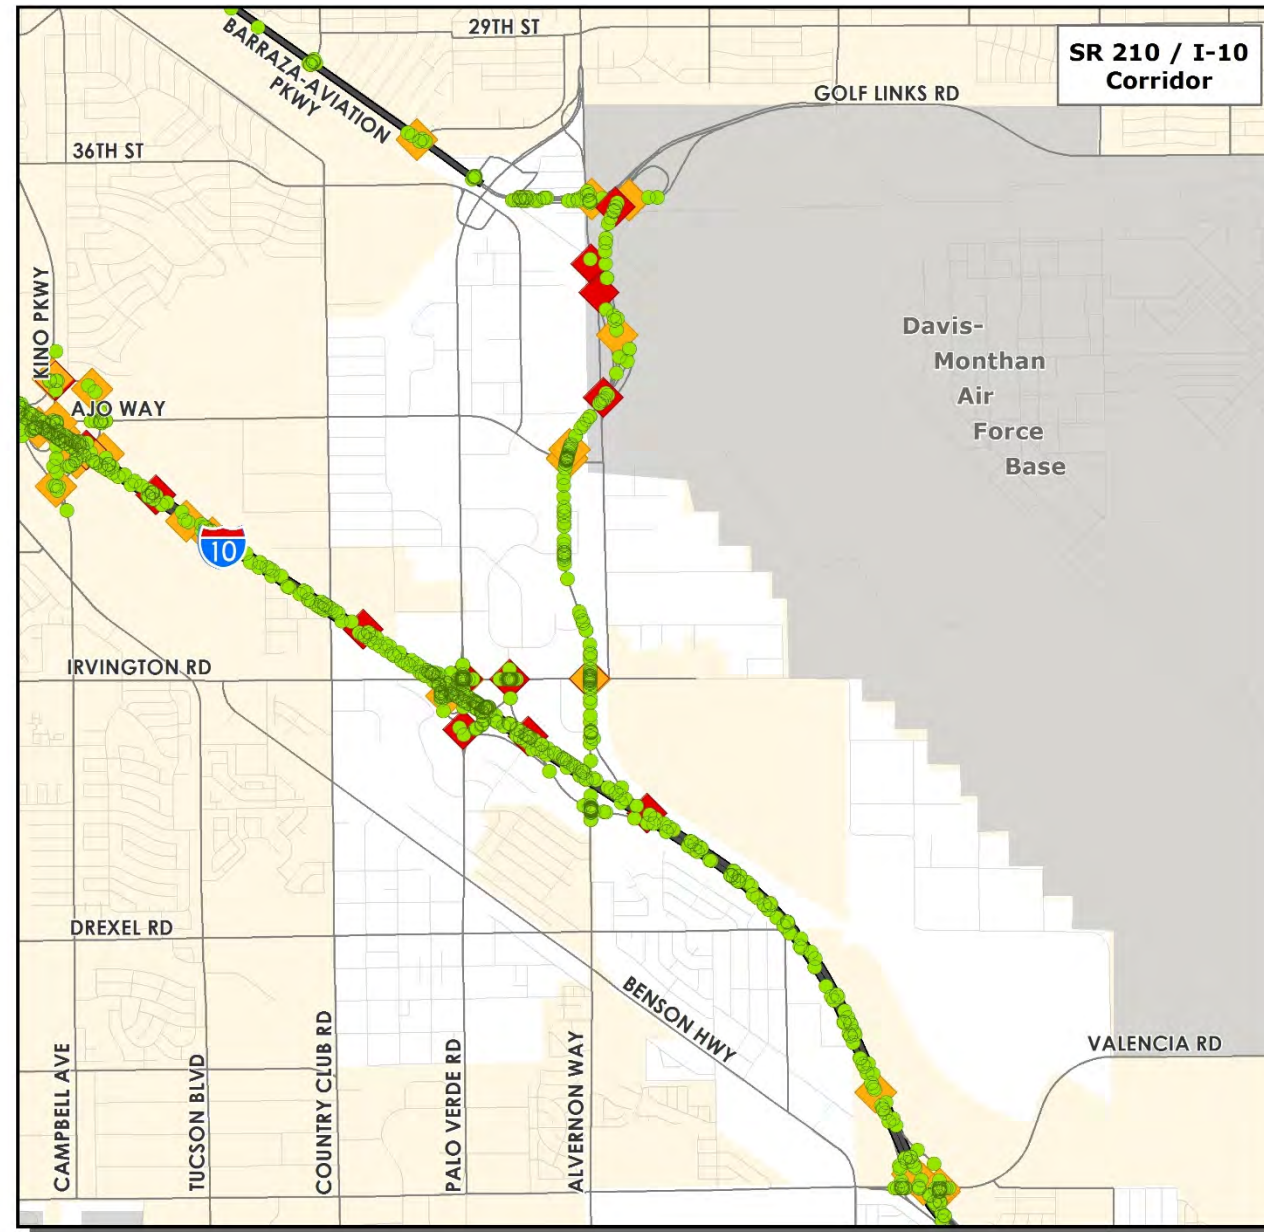 29TH ST
SR 210 / I-10
Corridor
BARRAZA-AVIATION
PKWY
GOLF LINKS RD
36TH ST
KINO PKWY
Davis-
Monthan
Air
Force
Base
AJO WAY
10
IRVINGTON RD
DREXEL RD
BENSON HWY
VALENCIA RD
CAMPBELL AVE
TUCSON BLVD
COUNTRY CLUB RD
PALO VERDE RD
ALVERNON WAY